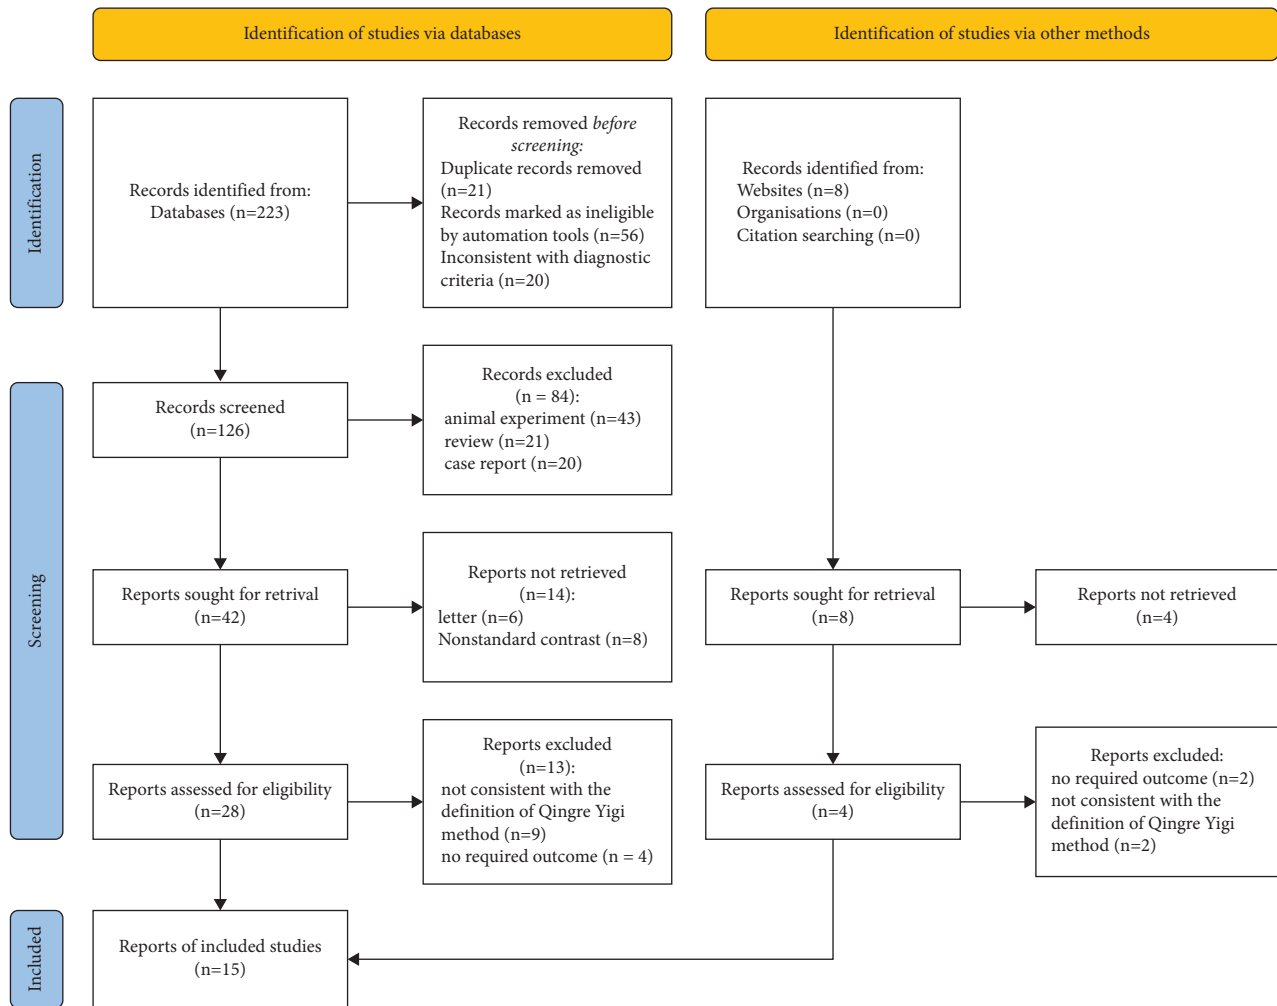 Identification of studies via databases
Identification of studies via other methods
Identification
Records identified from:
Databases (n=223)
Records removed before
screening:
Duplicate records removed
(n=21)
Records marked as ineligible
by automation tools (n=56)
Inconsistent with diagnostic
criteria (n=20)
Records identified from:
Websites (n=8)
Organisations (n=0)
Citation searching (n=0)
Screening
Records screened
(n=126)
Records excluded
(n = 84):
animal experiment (n=43)
review (n=21)
case report (n=20)
Reports sought for retrival
(n=42)
Reports not retrieved
(n=14):
letter (n=6)
Nonstandard contrast (n=8)
Reports sought for retrieval
(n=8)
Reports not retrieved
(n=4)
Reports assessed for eligibility
(n=28)
Reports excluded
(n=13):
not consistent with the
definition of Qingre Yigi
method (n=9)
no required outcome (n = 4)
Reports assessed for eligibility
(n=4)
Reports excluded:
no required outcome (n=2)
not consistent with the
definition of Qingre Yigi
method (n=2)
Included
Reports of included studies
(n=15)